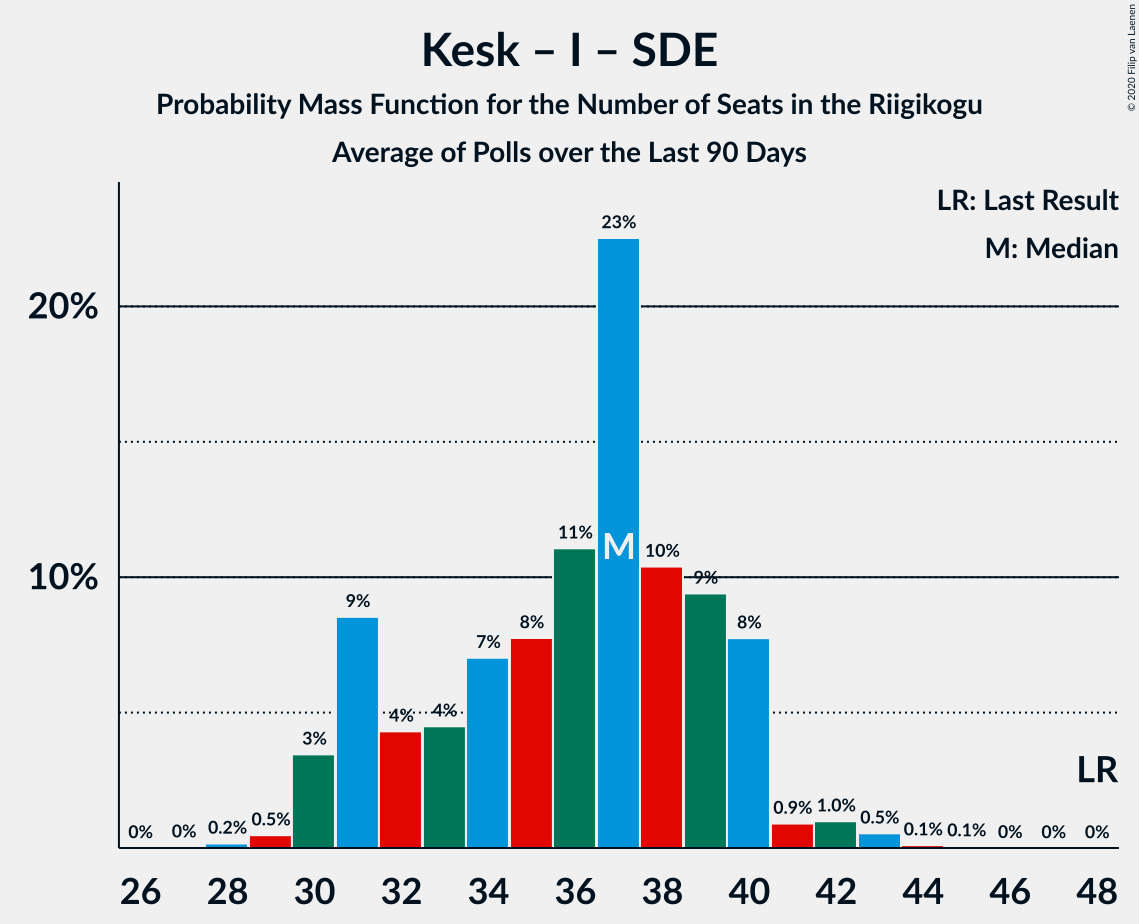 Kesk – I – SDE
Probability Mass Function for the Number of Seats in the Riigikogu
Average of Polls over the Last 90 Days
© 2020 Filip van Laenen
LR: Last Result
M: Median
20%
10%
0% 0% 0.2% 0.5% 3% 9% 4% 4% 7% 8% 11% 23% 10% 9% 8% 0.9% 1.0% 0.5% 0.1% 0.1% 0% 0% 0%
M
LR
26 28 30 32 34 36 38 40 42 44 46 48